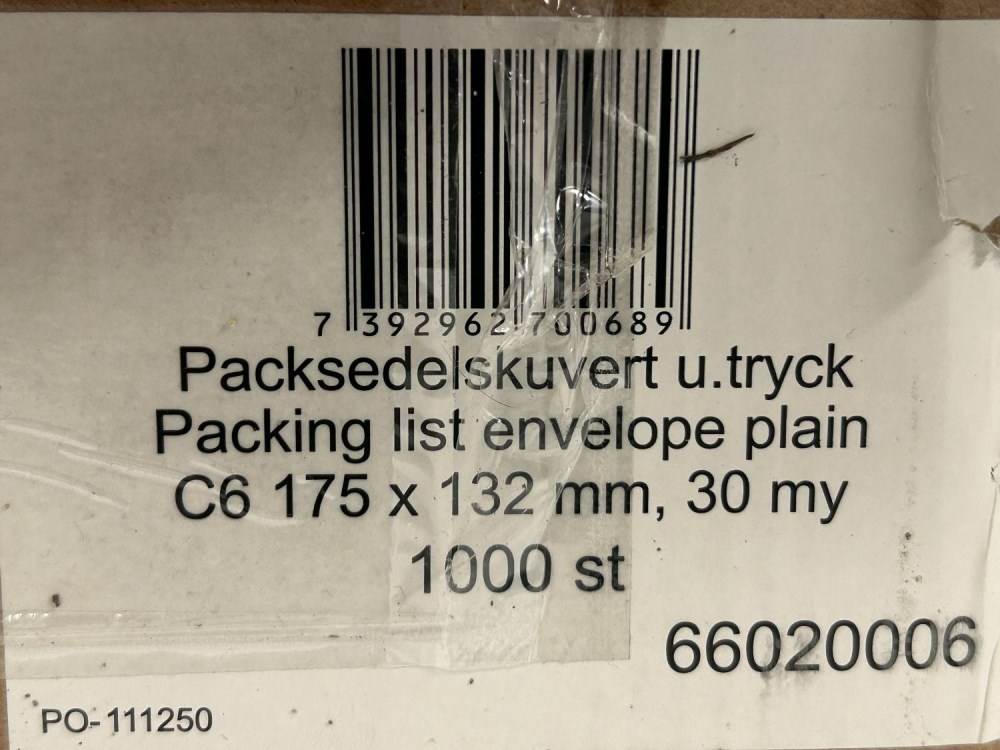 7 392962 700689
Packsedelskuvert u.tryck
Packing list envelope plain
C6 175 x 132 mm, 30 my
1000 st
66020006
PO-111250